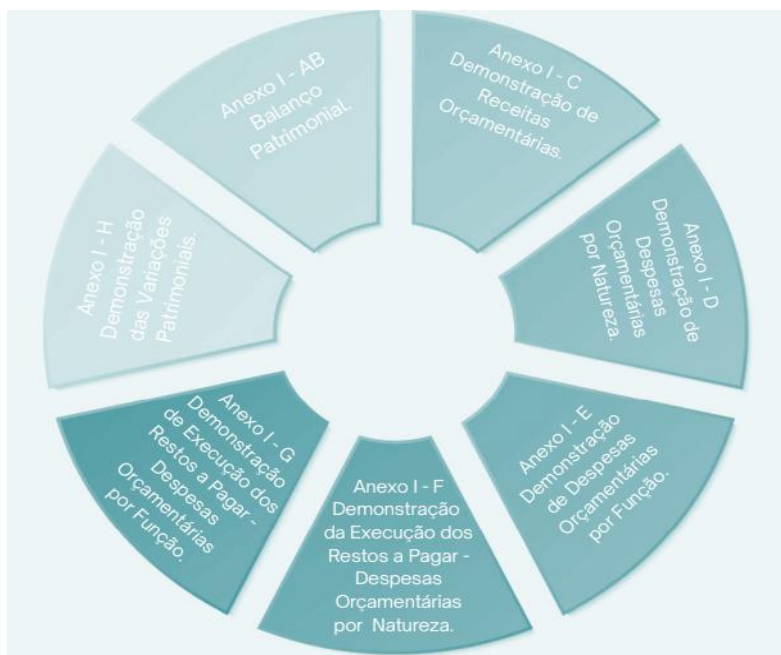 Anexo I - AB
Balanço
Patrimonial.
Anexo I - C
Demonstração de
Receitas
Orçamentárias.
Anexo I - D
Demonstração de
Despesas
Orçamentárias
por Natureza.
Anexo I - E
Demonstração
de Despesas
Orçamentárias
por Função.
Anexo I - F
Demonstração
da Execução dos
Restos a Pagar -
Despesas
Orçamentárias
por Natureza.
Anexo I - G
Demonstração
de Execução dos
Restos a Pagar -
Despesas
Orçamentárias
por Função.
Anexo I - H
Demonstração
das Variações
Patrimoniais.